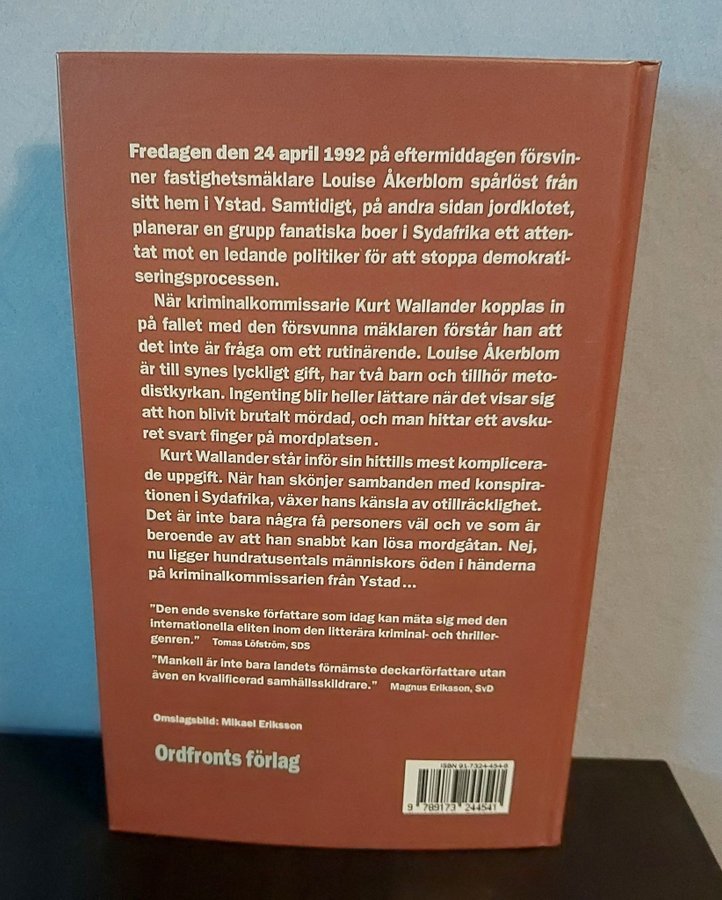 Fredagen den 24 april 1992 på eftermiddagen försvin-
ner fastighetsmäklare Louise Åkerblom spårlöst från
sitt hem i Ystad. Samtidigt, på andra sidan jordklotet,
planerar en grupp fanatiska boer i Sydafrika ett atten-
tat mot en ledande politiker för att stoppa demokrati-
seringsprocessen.
När kriminalkommissarie Kurt Wallander kopplas in
på fallet med den försvunna mäklaren förstår han att
det inte är fråga om ett rutinärende. Louise Åkerblom
är till synes lyckligt gift, har två barn och tillhör meto-
distkyrkan. Ingenting blir heller lättare när det visar sig
att hon blivit brutalt mördad, och man hittar ett avsku-
ret svart finger på mordplatsen.
Kurt Wallander står inför sin hittills mest komplicera-
de uppgift. När han skönjer sambanden med konspira-
tionen i Sydafrika, växer hans känsla av otillräcklighet.
Det är inte bara några få personers väl och ve som är
beroende av att han snabbt kan lösa mordgåtan. Nej,
nu ligger hundratusentals människors öden i händerna
på kriminalkommissarien från Ystad...
"Den ende svenske författare som idag kan mäta sig med den
internationella eliten inom den litterära kriminal- och thriller-
genren." Tomas Löfström, SDS
"Mankell är inte bara landets förnämste deckarförfattare utan
även en kvalificerad samhällsskildrare." Magnus Eriksson, SvD
Omslagsbild: Mikael Eriksson
Ordfronts förlag
ISBN 91-7324-454-0
9 789173 244541